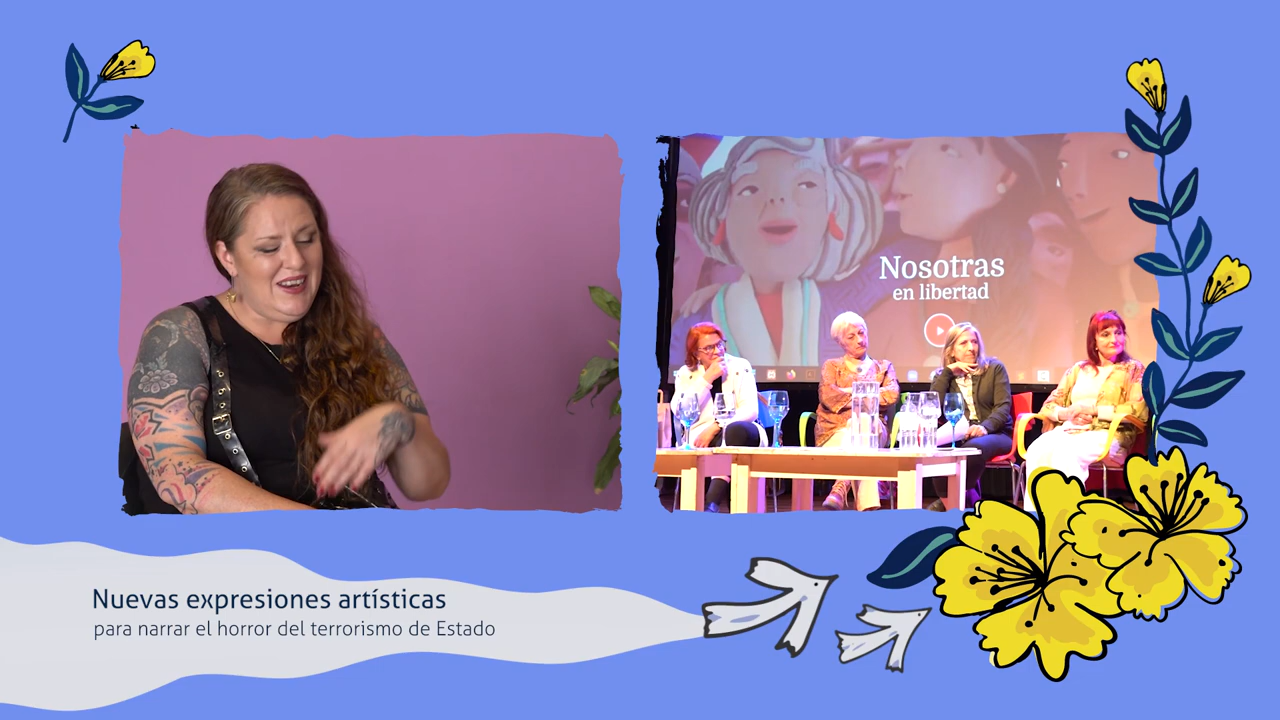 Nosotras
en libertad
Nuevas expresiones artísticas
para narrar el horror del terrorismo de Estado